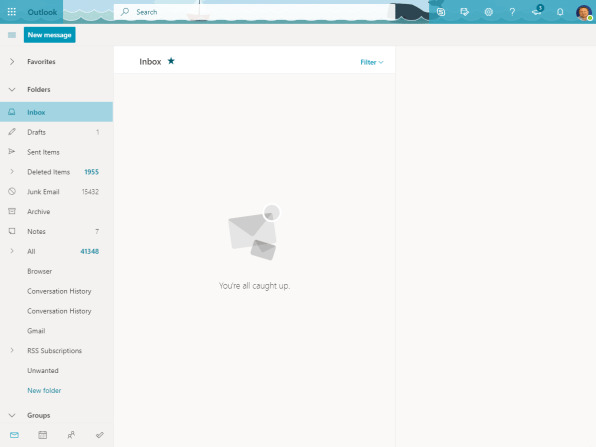 Outlook
Search
5
New message
Favorites
Folders
Inbox
Drafts 1
Sent Items
Deleted Items 1955
Junk Email 15432
Archive
Notes 7
All 41348
Browser
Conversation History
Conversation History
Gmail
RSS Subscriptions
Unwanted
New folder
Groups
Inbox
Filter
You're all caught up.